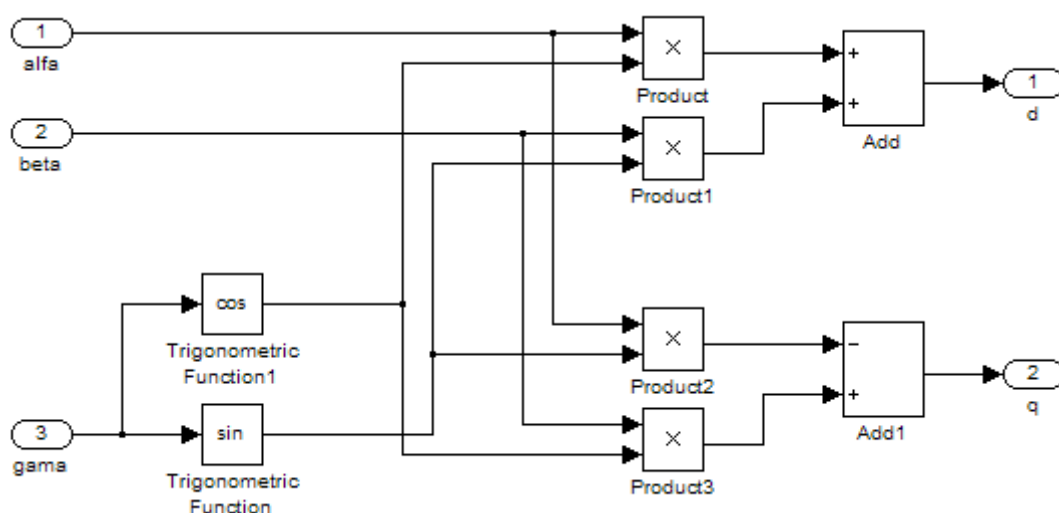 1
alfa
×
Product
+
+
Add
1
d
2
beta
×
Product1
cos
Trigonometric
Function1
×
Product2
−
+
Add1
2
q
3
gama
sin
Trigonometric
Function
×
Product3